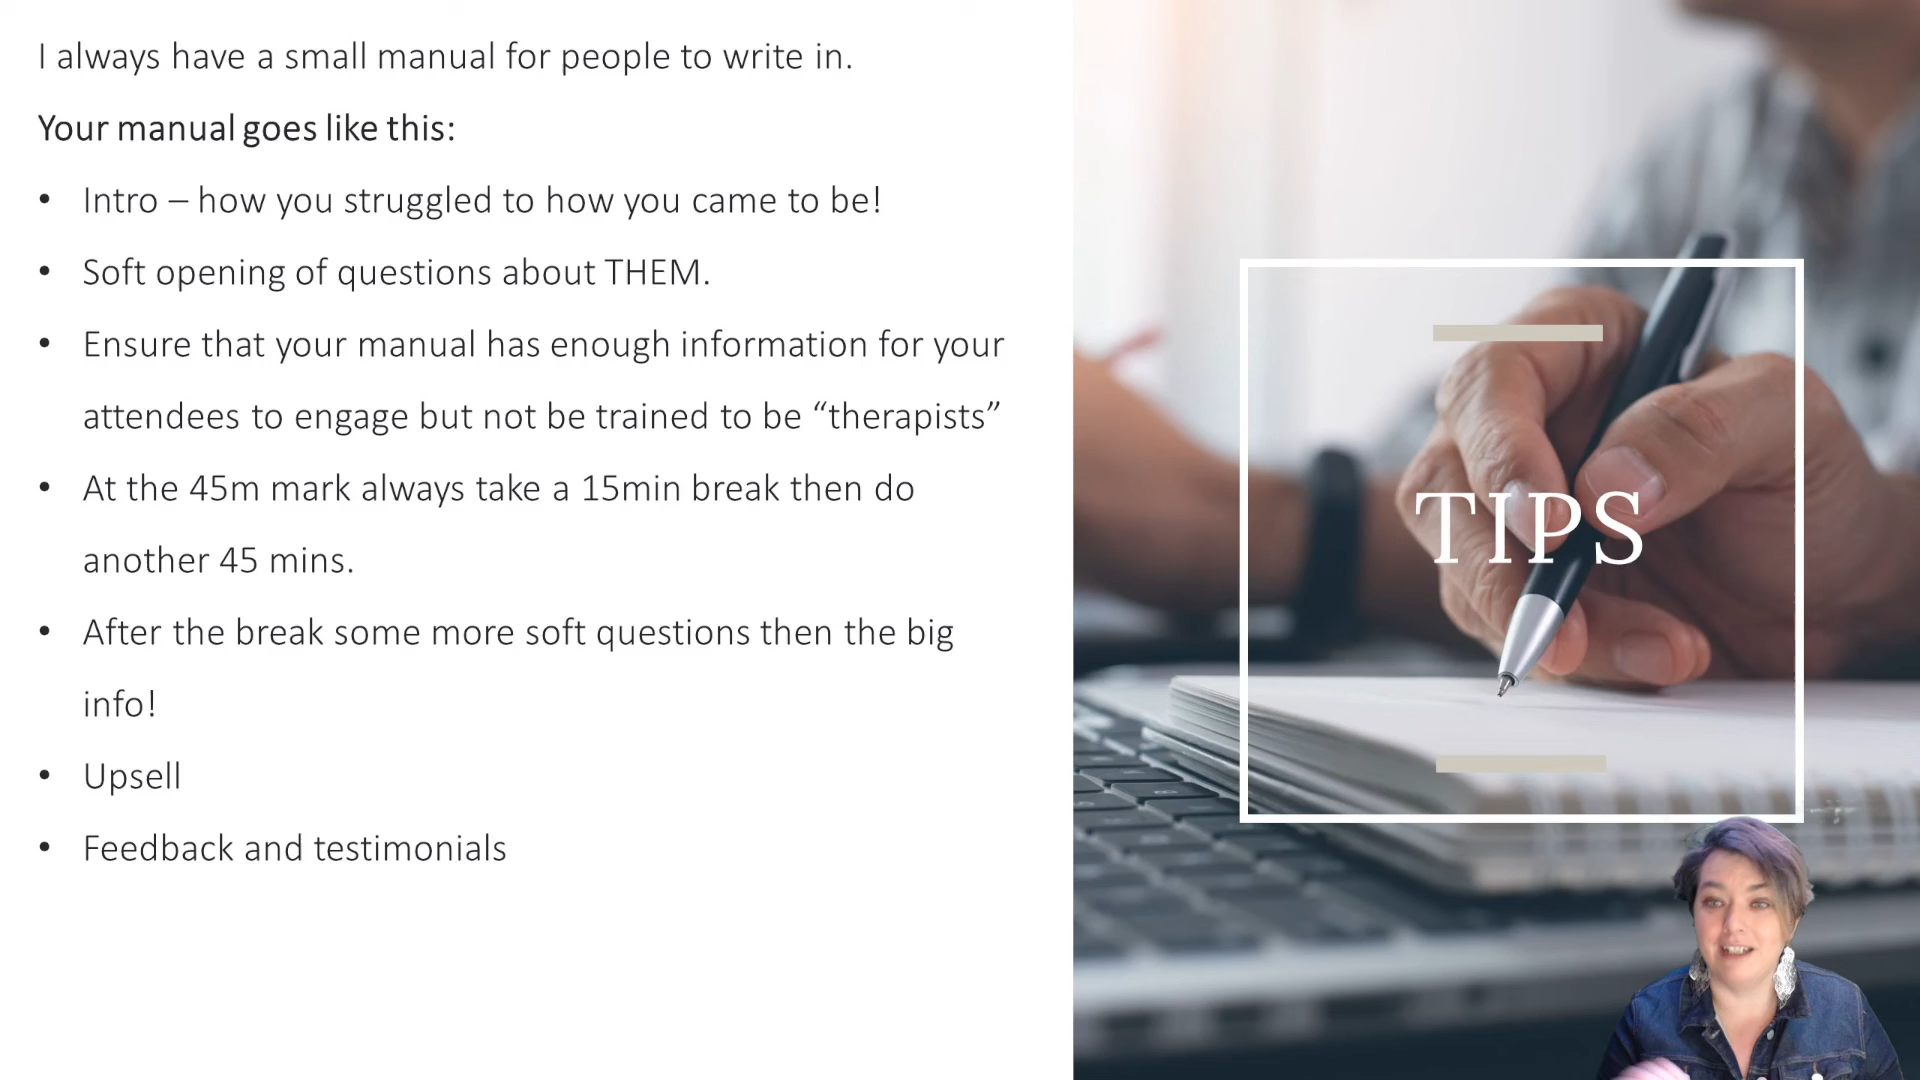 I always have a small manual for people to write in.
Your manual goes like this:
• Intro – how you struggled to how you came to be!
• Soft opening of questions about THEM.
• Ensure that your manual has enough information for your
attendees to engage but not be trained to be “therapists”
• At the 45m mark always take a 15min break then do
another 45 mins.
• After the break some more soft questions then the big
info!
• Upsell
• Feedback and testimonials
TIPS